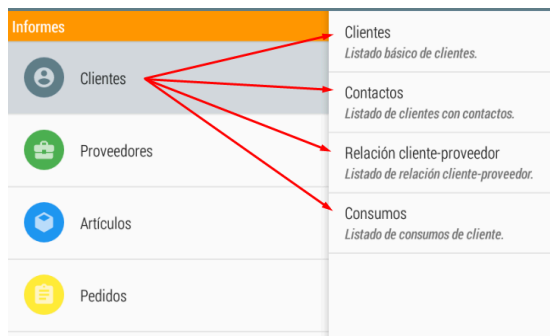 Informes
Clientes
Proveedores
Artículos
Pedidos
Clientes
Listado básico de clientes.
Contactos
Listado de clientes con contactos.
Relación cliente-proveedor
Listado de relación cliente-proveedor.
Consumos
Listado de consumos de cliente.